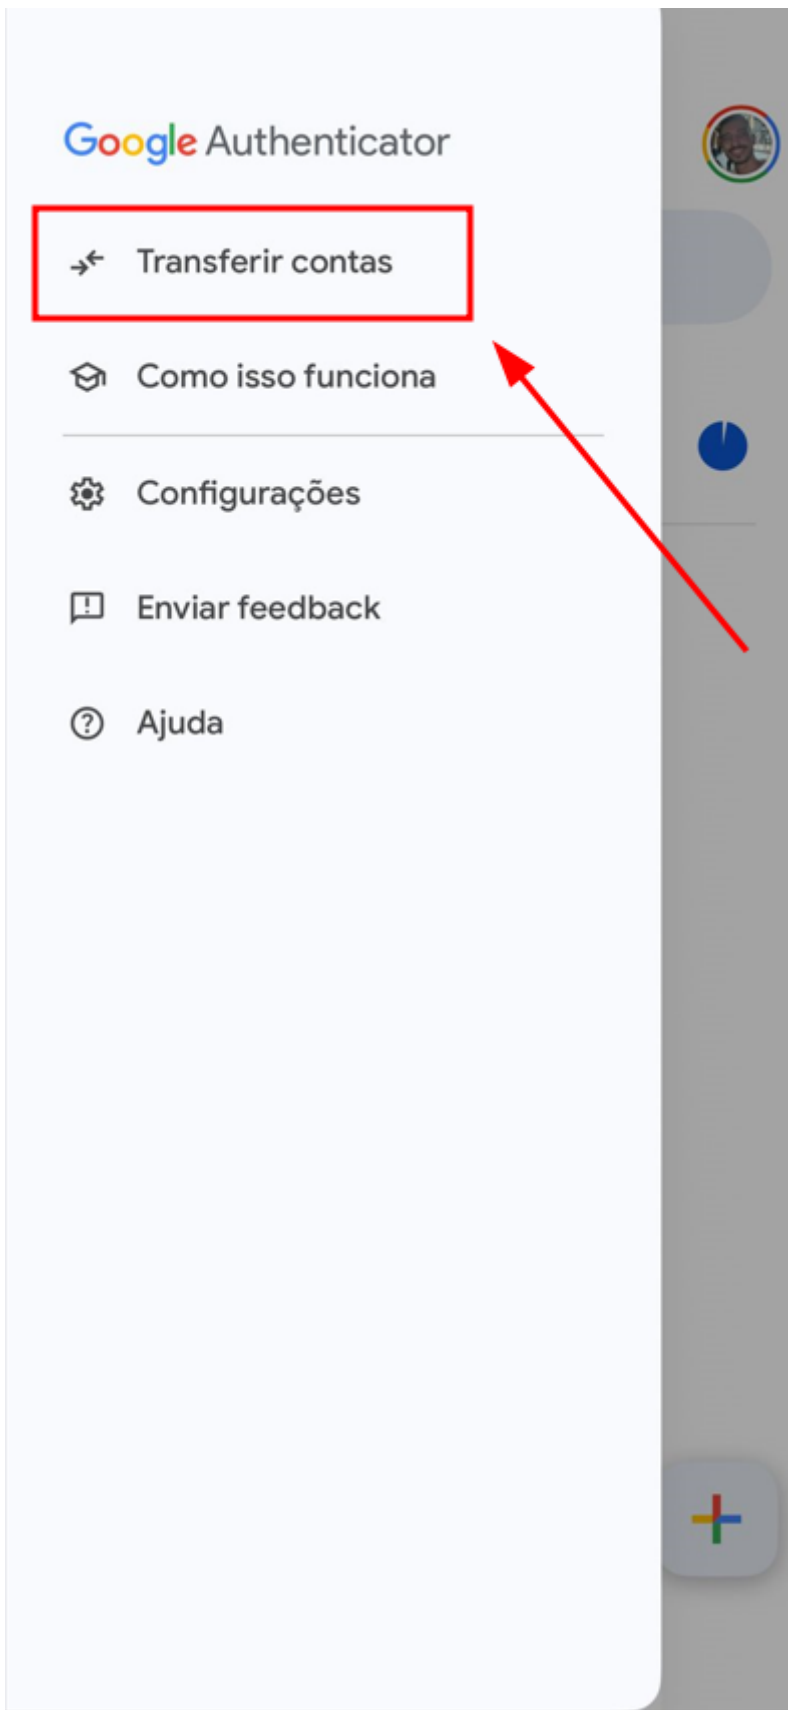 Google Authenticator
Transferir contas
Como isso funciona
Configurações
Enviar feedback
Ajuda